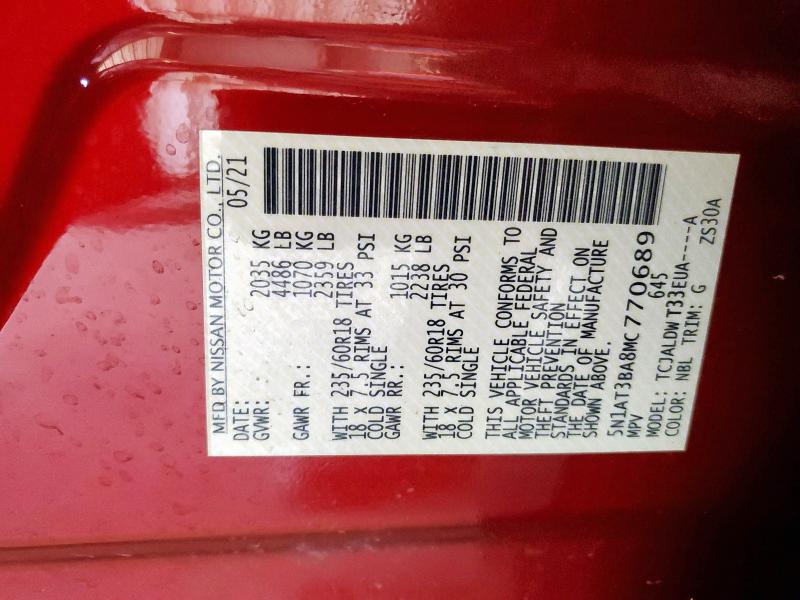 MFD BY NISSAN MOTOR CO., LTD.
DATE: 05/21
GVWR: 2035 KG
4486 LB
GAWR FR.: 1070 KG
2359 LB
WITH 235/60R18 TIRES
18 X 7.5 RIMS AT 33 PSI
COLD SINGLE
GAWR RR.: 1015 KG
2238 LB
WITH 235/60R18 TIRES
18 X 7.5 RIMS AT 30 PSI
COLD SINGLE
THIS VEHICLE CONFORMS TO
ALL APPLICABLE FEDERAL
MOTOR VEHICLE SAFETY AND
THEFT PREVENTION
STANDARDS IN EFFECT ON
THE DATE OF MANUFACTURE
SHOWN ABOVE.
5N1AT3BA8MC770689
MPV 645
MODEL: TCJALDWT33EUA----A
COLOR: NBL TRIM: G ZS30A